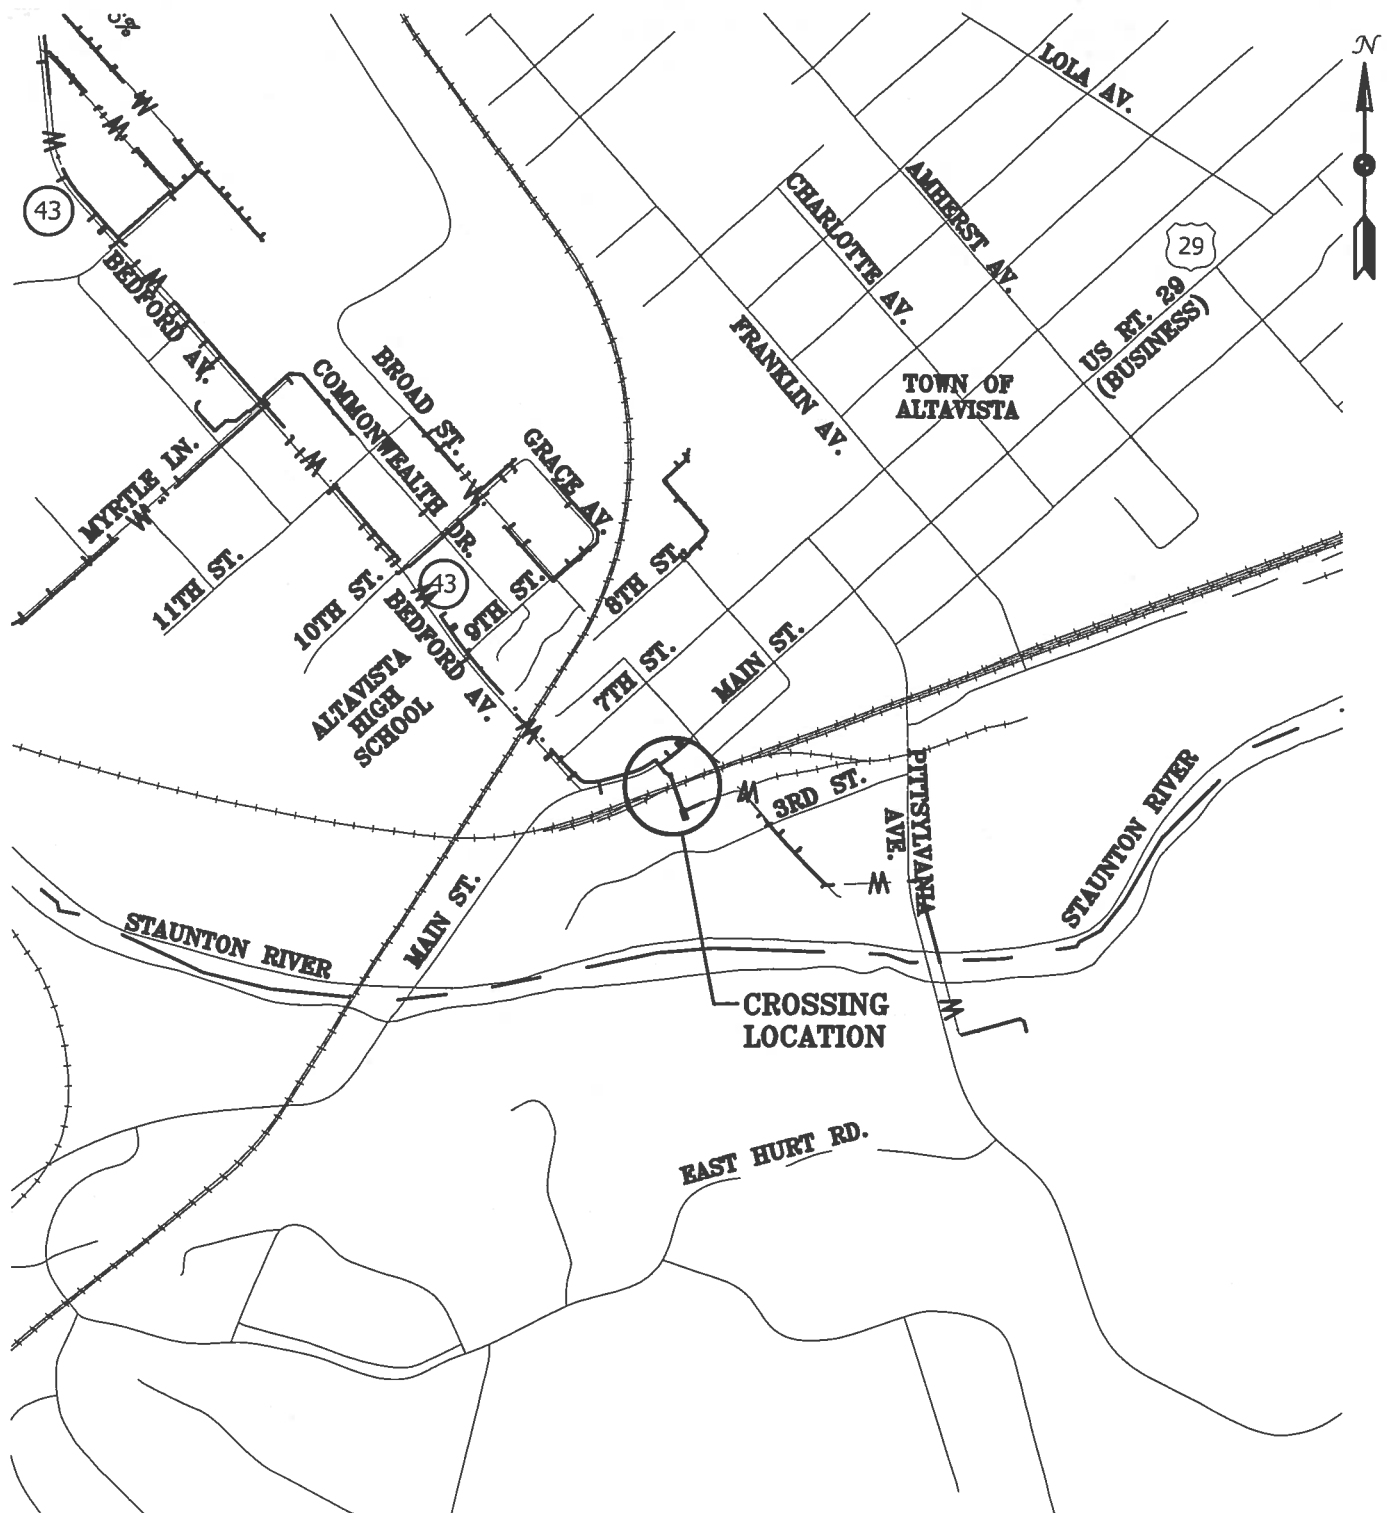 5%
N
LOLA AV.
43
AMHERST AV.
CHARLOTTE AV.
29
BEDFORD AV.
US RT. 29
(BUSINESS)
FRANKLIN AV.
TOWN OF
ALTAVISTA
BROAD ST.
COMMONWEALTH DR.
GRACE AV.
MYRTLE LN.
W
W
W
W
W
W
W
11TH ST.
10TH ST.
43
W
9TH ST.
8TH ST.
BEDFORD AV.
ALTAVISTA
HIGH
SCHOOL
7TH ST.
MAIN ST.
W
W
3RD ST.
PITTSYLVANIA
AVE.
W
STAUNTON RIVER
MAIN ST.
STAUNTON RIVER
W
CROSSING
LOCATION
EAST HURT RD.